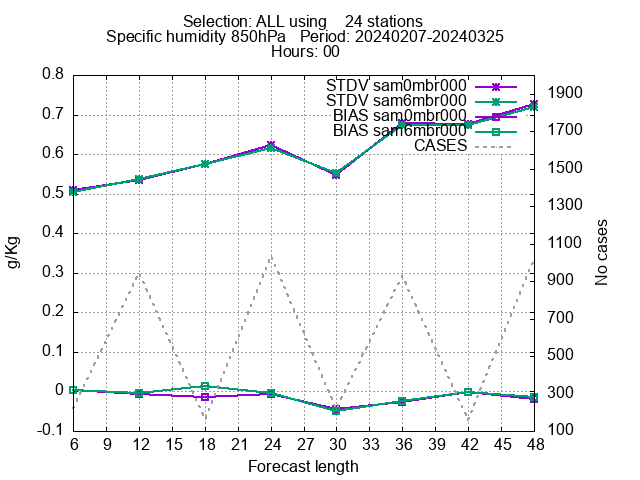 Selection: ALL using 24 stations
Specific humidity 850hPa Period: 20240207-20240325
Hours: 00
STDV sam0mbr000
STDV sam6mbr000
BIAS sam0mbr000
BIAS sam6mbr000
CASES
g/Kg
0.8
0.7
0.6
0.5
0.4
0.3
0.2
0.1
0
-0.1
1900
1700
1500
1300
1100
900
700
500
300
100
No cases
6 9 12 15 18 21 24 27 30 33 36 39 42 45 48
Forecast length